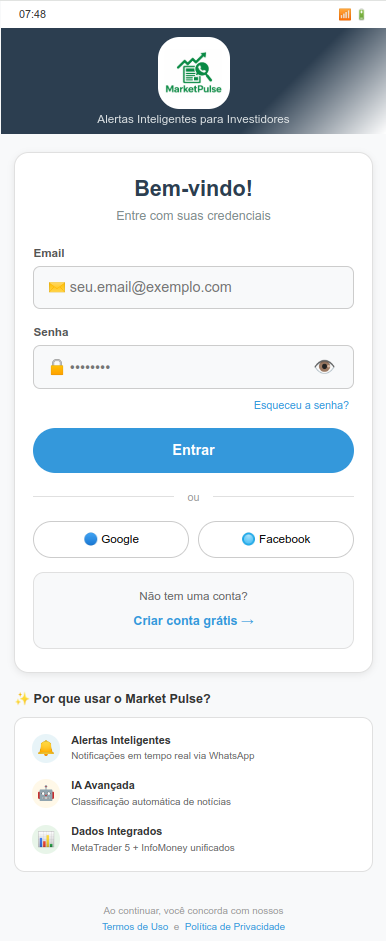 07:48
MarketPulse
Alertas Inteligentes para Investidores
Bem-vindo!
Entre com suas credenciais
Email
seu.email@exemplo.com
Senha
••••••••
Esqueceu a senha?
Entrar
ou
Google
Facebook
Não tem uma conta?
Criar conta grátis →
✨ Por que usar o Market Pulse?
Alertas Inteligentes
Notificações em tempo real via WhatsApp
IA Avançada
Classificação automática de notícias
Dados Integrados
MetaTrader 5 + InfoMoney unificados
Ao continuar, você concorda com nossos
Termos de Uso e Política de Privacidade